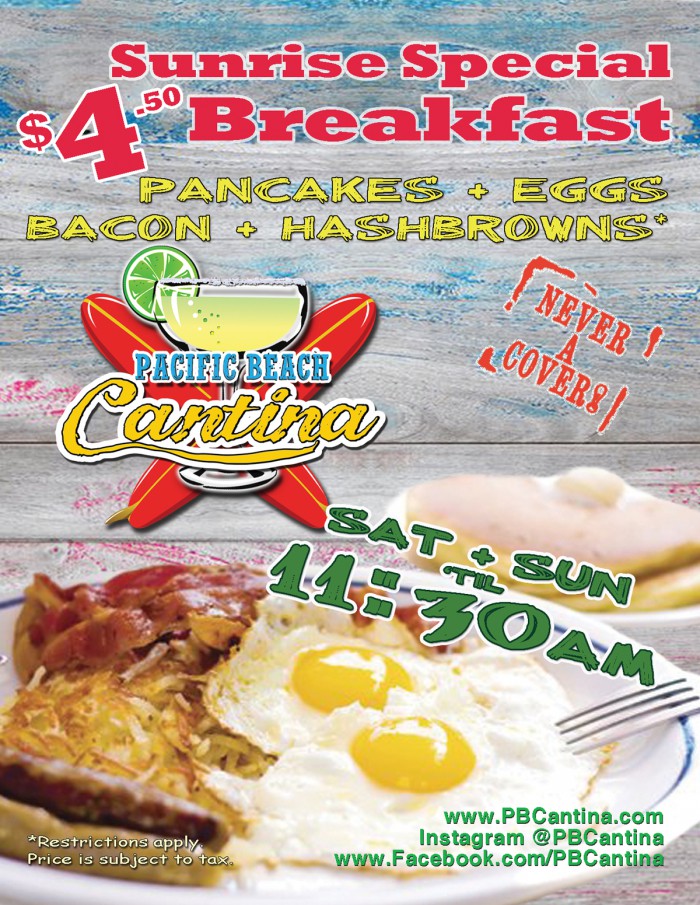 Sunrise Special
$4.50 Breakfast
PANCAKES + EGGS
BACON + HASHBROWNS*
NEVER
A
COVER!
PACIFIC BEACH
Cantina
SAT + SUN
'TIL
11:30AM
www.PBCantina.com
Instagram @PBCantina
www.Facebook.com/PBCantina
*Restrictions apply.
Price is subject to tax.